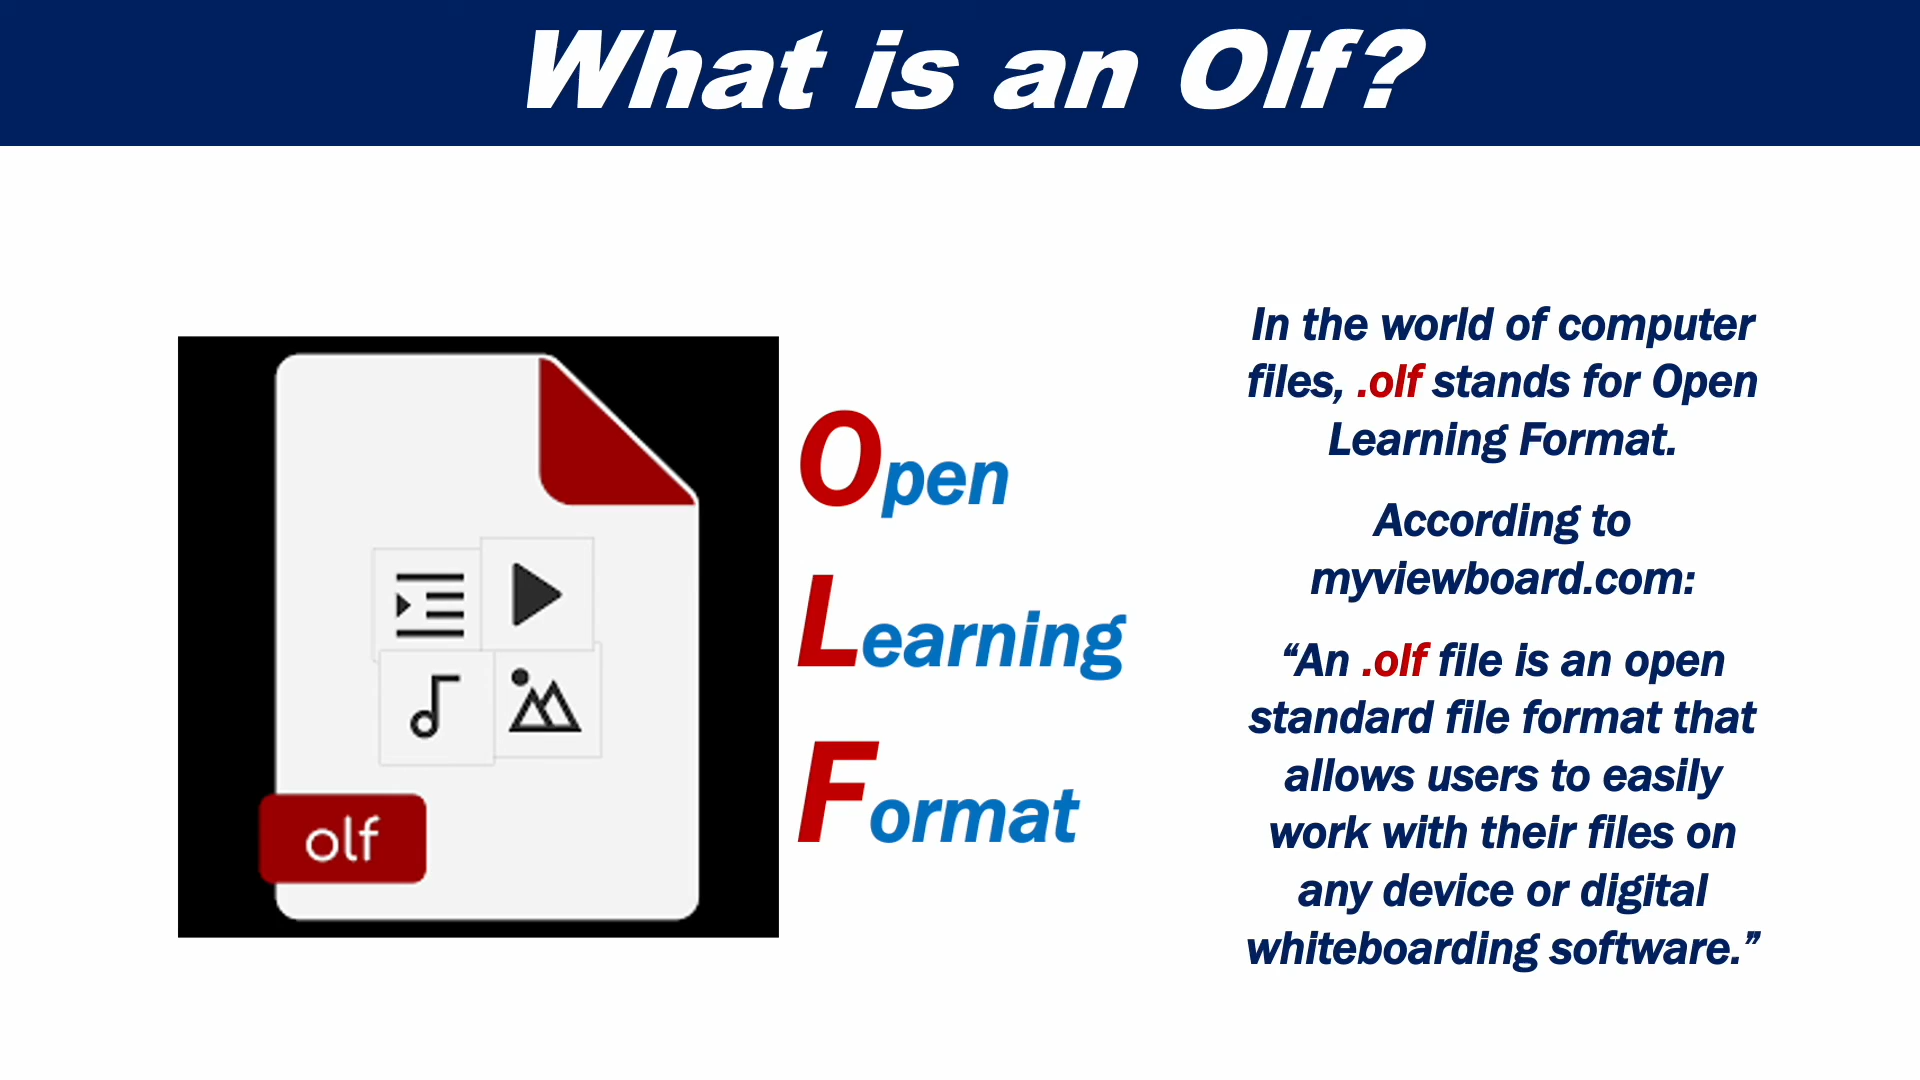 What is an Olf?
olf
Open
Learning
Format
In the world of computer
files, .olf stands for Open
Learning Format.
According to
myviewboard.com:
“An .olf file is an open
standard file format that
allows users to easily
work with their files on
any device or digital
whiteboarding software.”